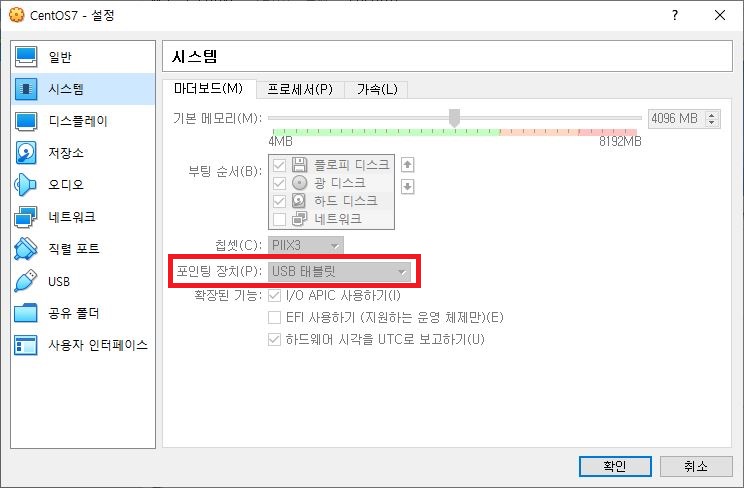 CentOS7 - 설정
일반
시스템
디스플레이
저장소
오디오
네트워크
직렬 포트
USB
공유 폴더
사용자 인터페이스
시스템
마더보드(M) 프로세서(P) 가속(L)
기본 메모리(M): 4096 MB
4MB 8192MB
부팅 순서(B): 플로피 디스크
광 디스크
하드 디스크
네트워크
칩셋(C): PIIX3
포인팅 장치(P): USB 태블릿
확장된 기능: I/O APIC 사용하기(I)
EFI 사용하기 (지원하는 운영 체제만)(E)
하드웨어 시각을 UTC로 보고하기(U)
확인 취소